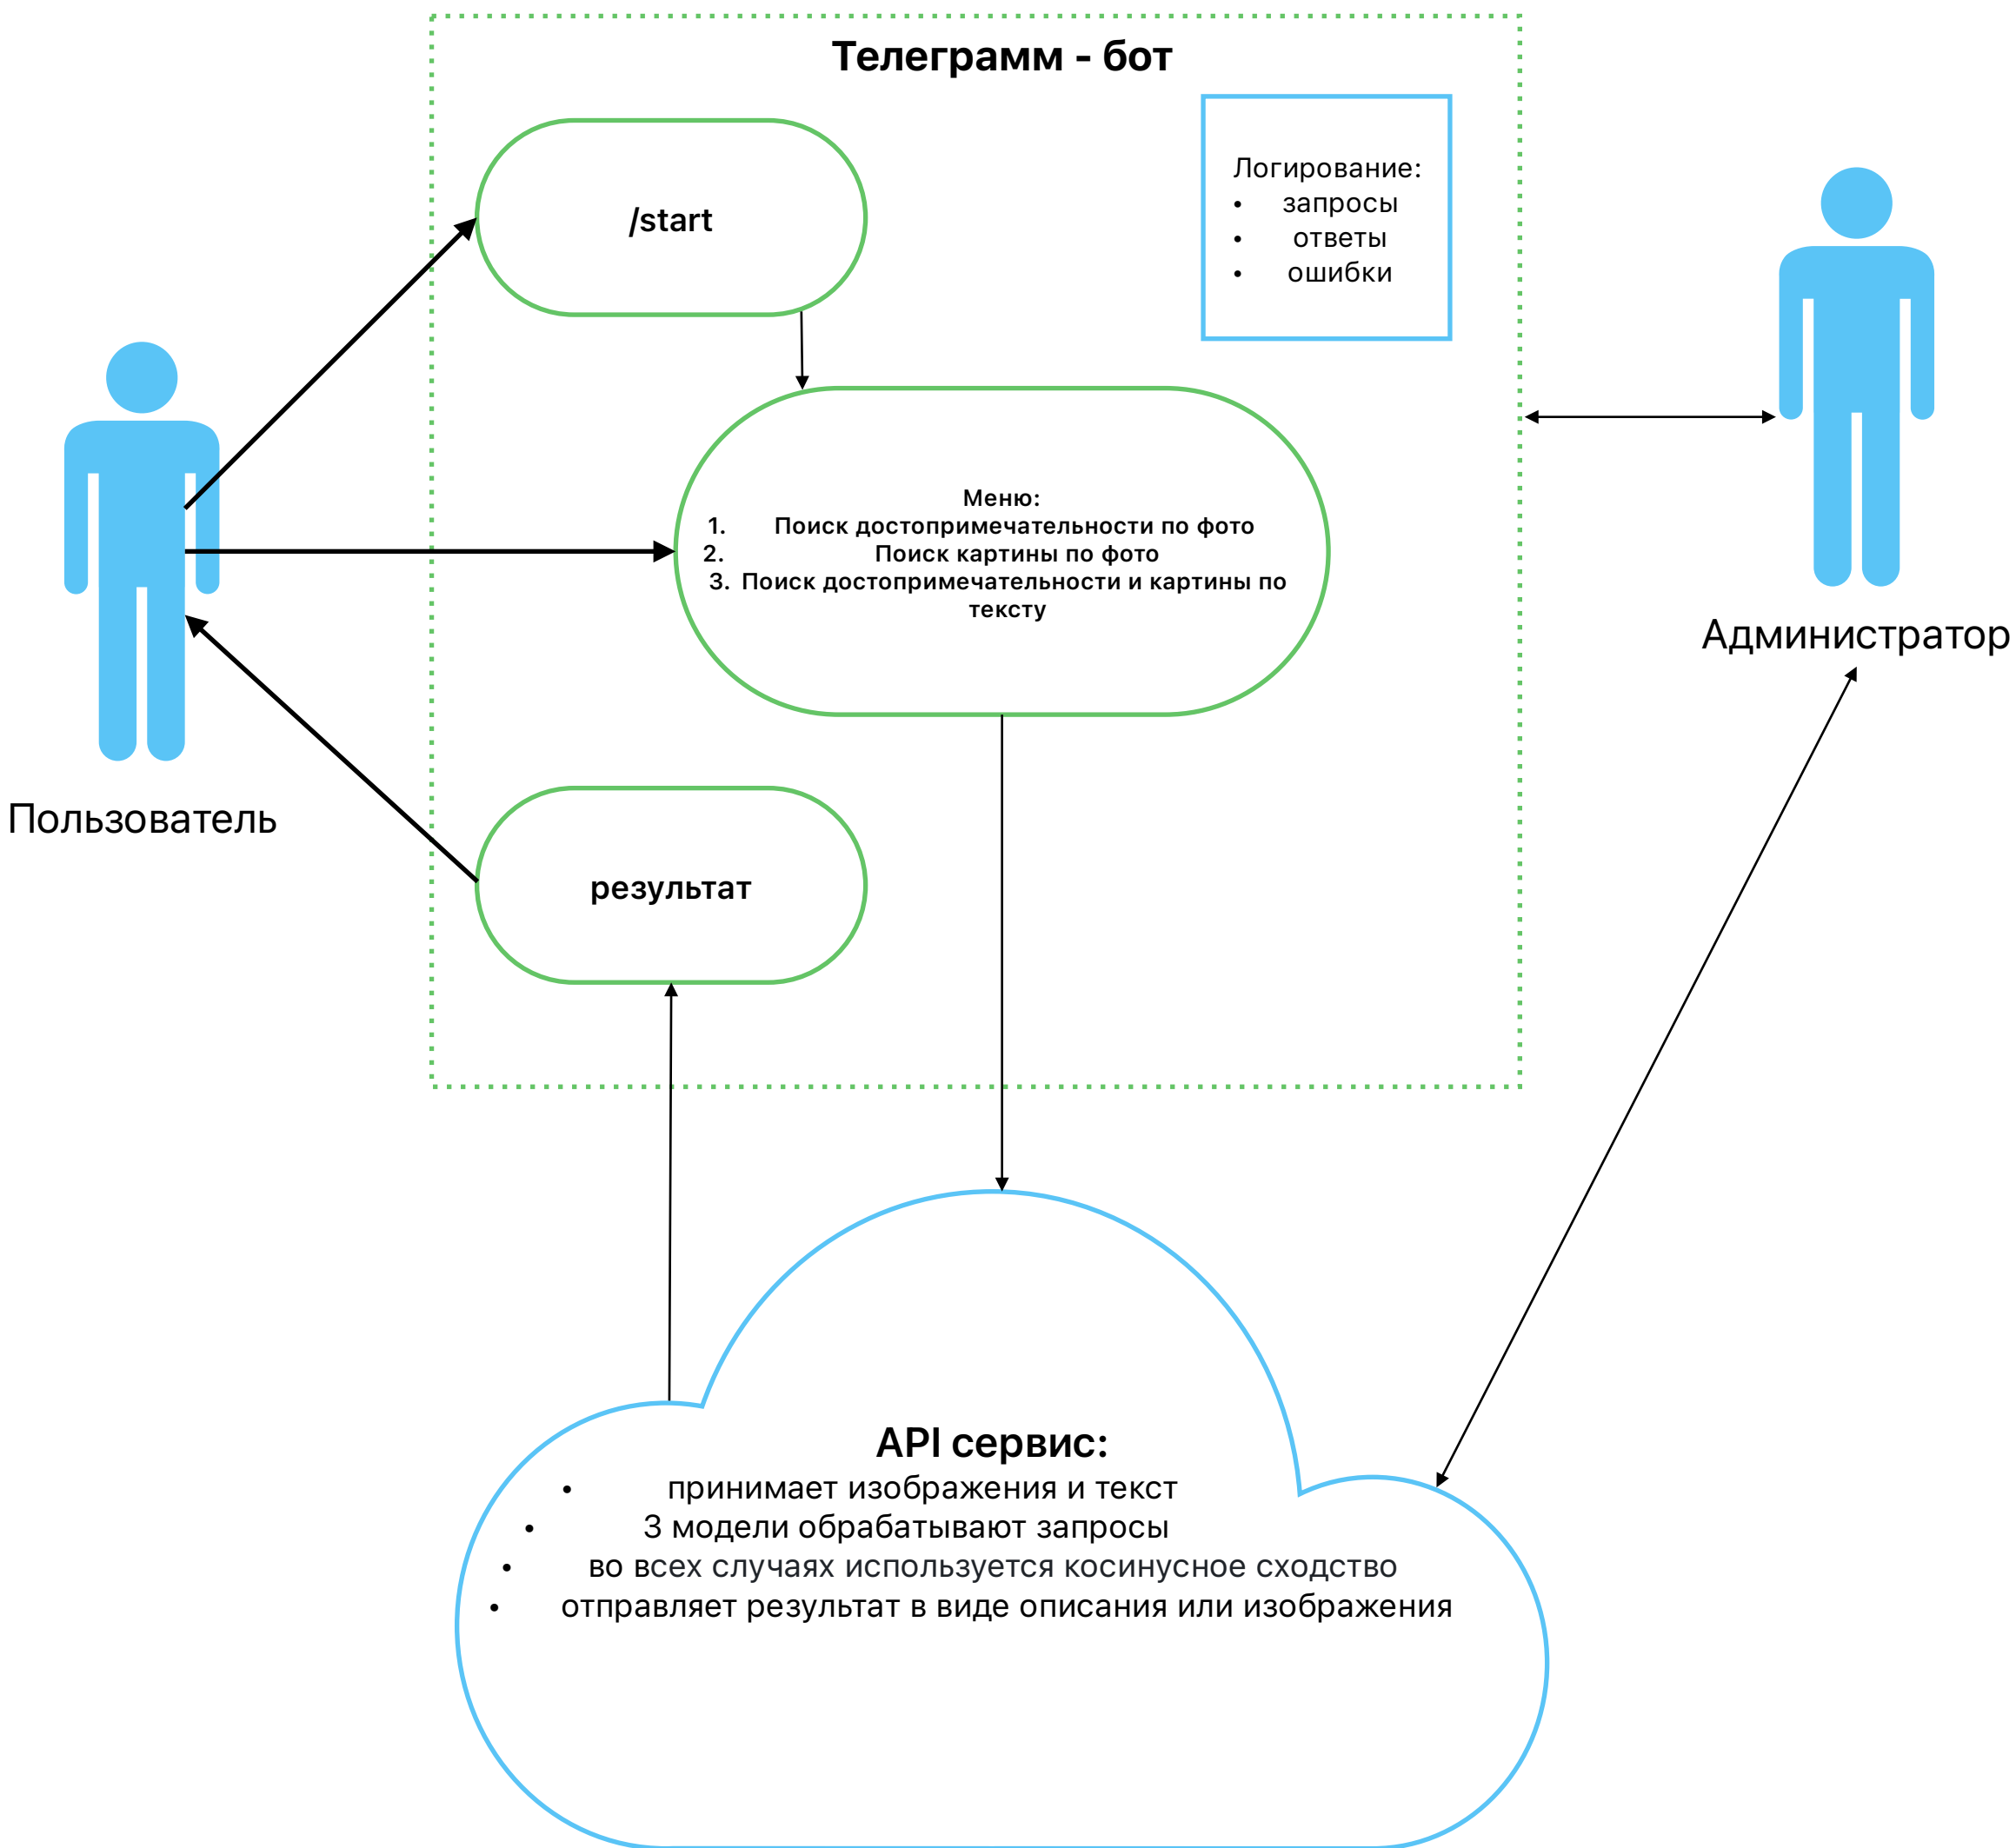 Телеграмм - бот
/start
Логирование:
• запросы
• ответы
• ошибки
Меню:
1. Поиск достопримечательности по фото
2. Поиск картины по фото
3. Поиск достопримечательности и картины по
тексту
Администратор
Пользователь
результат
API сервис:
• принимает изображения и текст
• 3 модели обрабатывают запросы
• во всех случаях используется косинусное сходство
• отправляет результат в виде описания или изображения